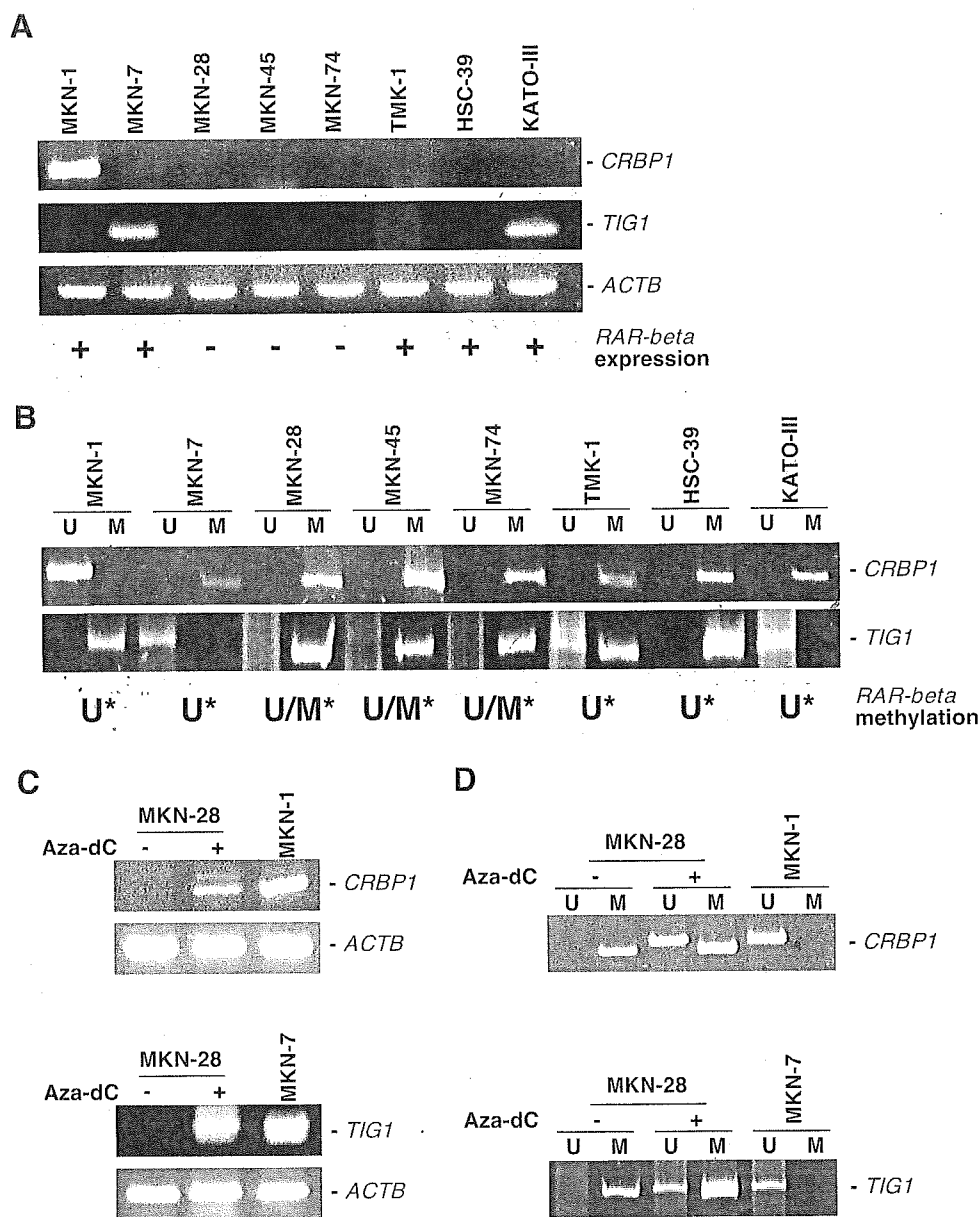 A
MKN-1 MKN-7 MKN-28 MKN-45 MKN-74 TMK-1 HSC-39 KATO-III
- CRBP1
- TIG1
- ACTB
+ + - - - + + + RAR-beta
expression
B
MKN-1 MKN-7 MKN-28 MKN-45 MKN-74 TMK-1 HSC-39 KATO-III
U M U M U M U M U M U M U M U M
- CRBP1
- TIG1
U* U* U/M* U/M* U/M* U* U* U* RAR-beta
methylation
C
MKN-28 MKN-1
Aza-dC - +
- CRBP1
- ACTB
MKN-28 MKN-7
Aza-dC - +
- TIG1
- ACTB
D
MKN-28 MKN-1
Aza-dC - +
U M U M U M
- CRBP1
MKN-28 MKN-7
Aza-dC - +
U M U M U M
- TIG1